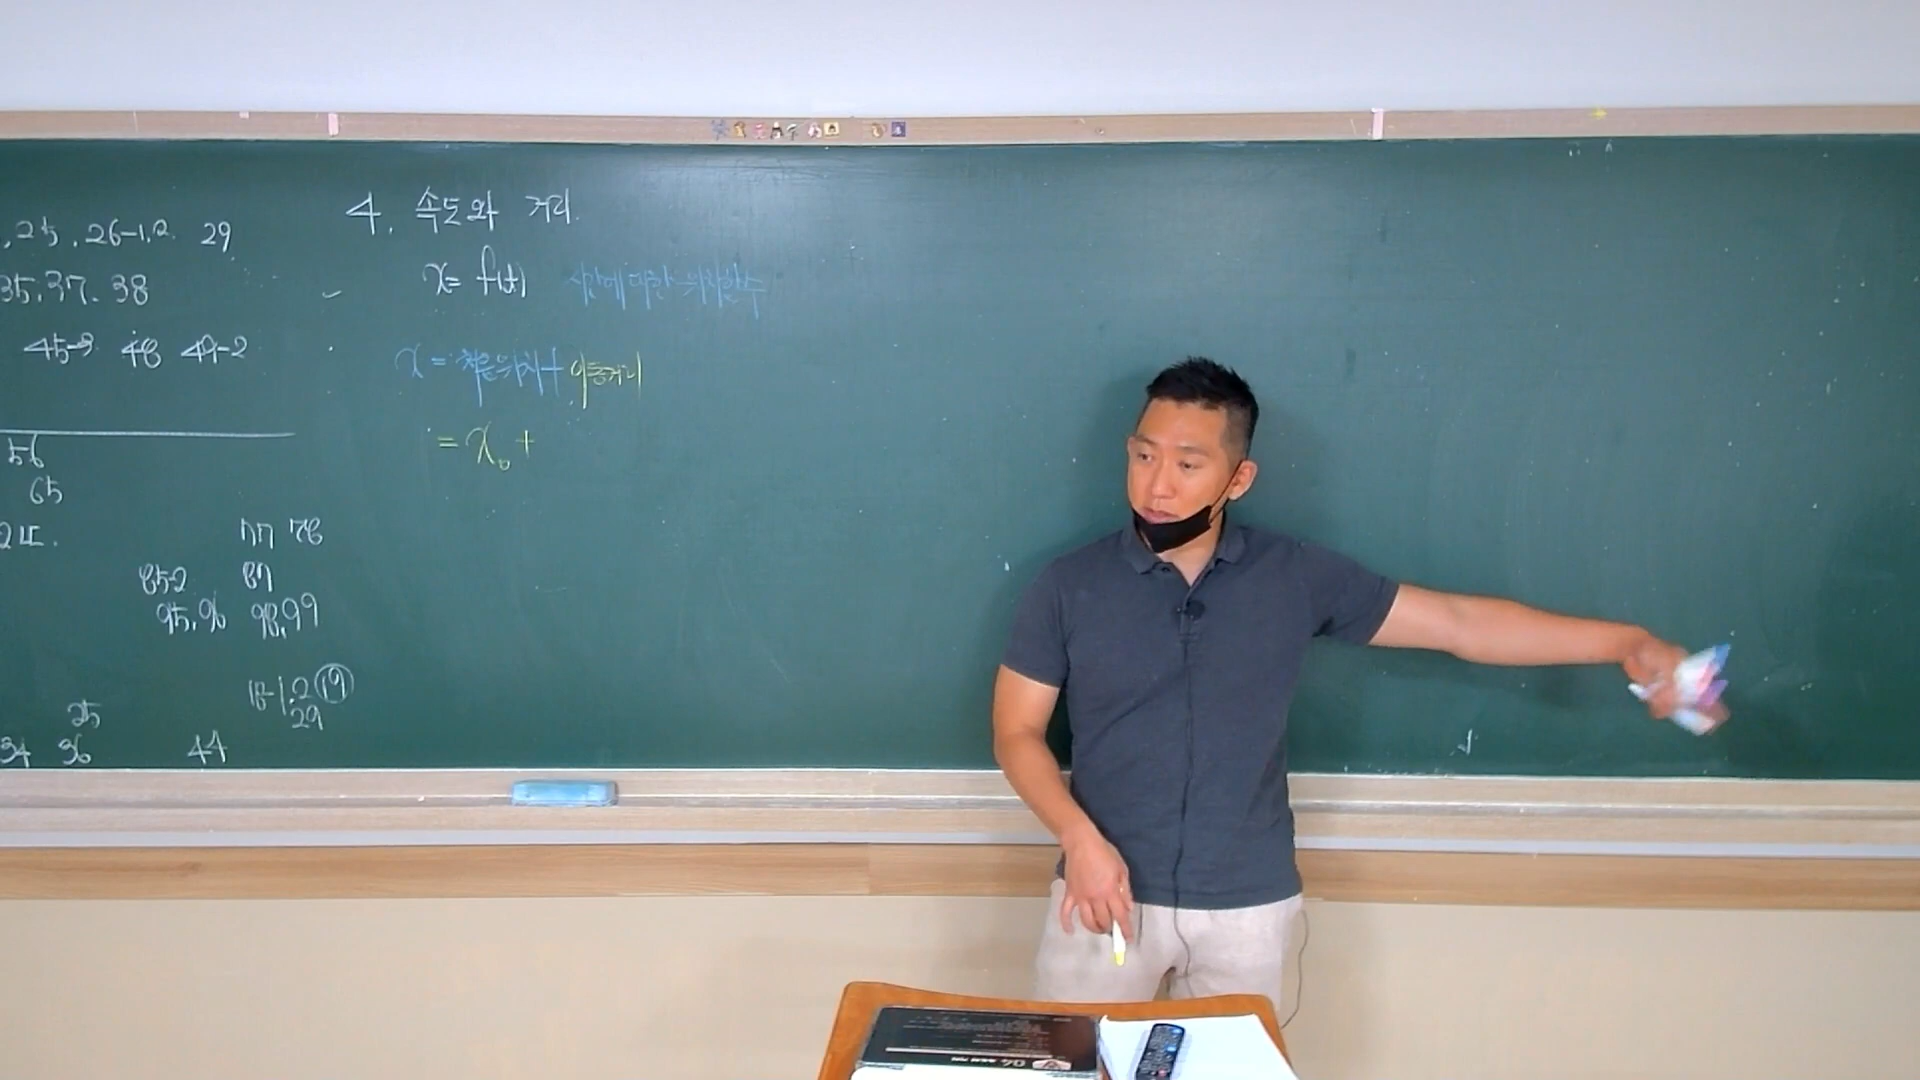 , 25, 26-1.2. 29
35, 37. 38
45-3 48 49-2
56
65
77 78
85-2 87
95, 96 98, 99
18-1.2 19
29
25
34 36 44
4. 속도와 거리.
x = f(t) 시간에 대한 위치함수
x = 처음위치 + 이동거리
= x₀ +